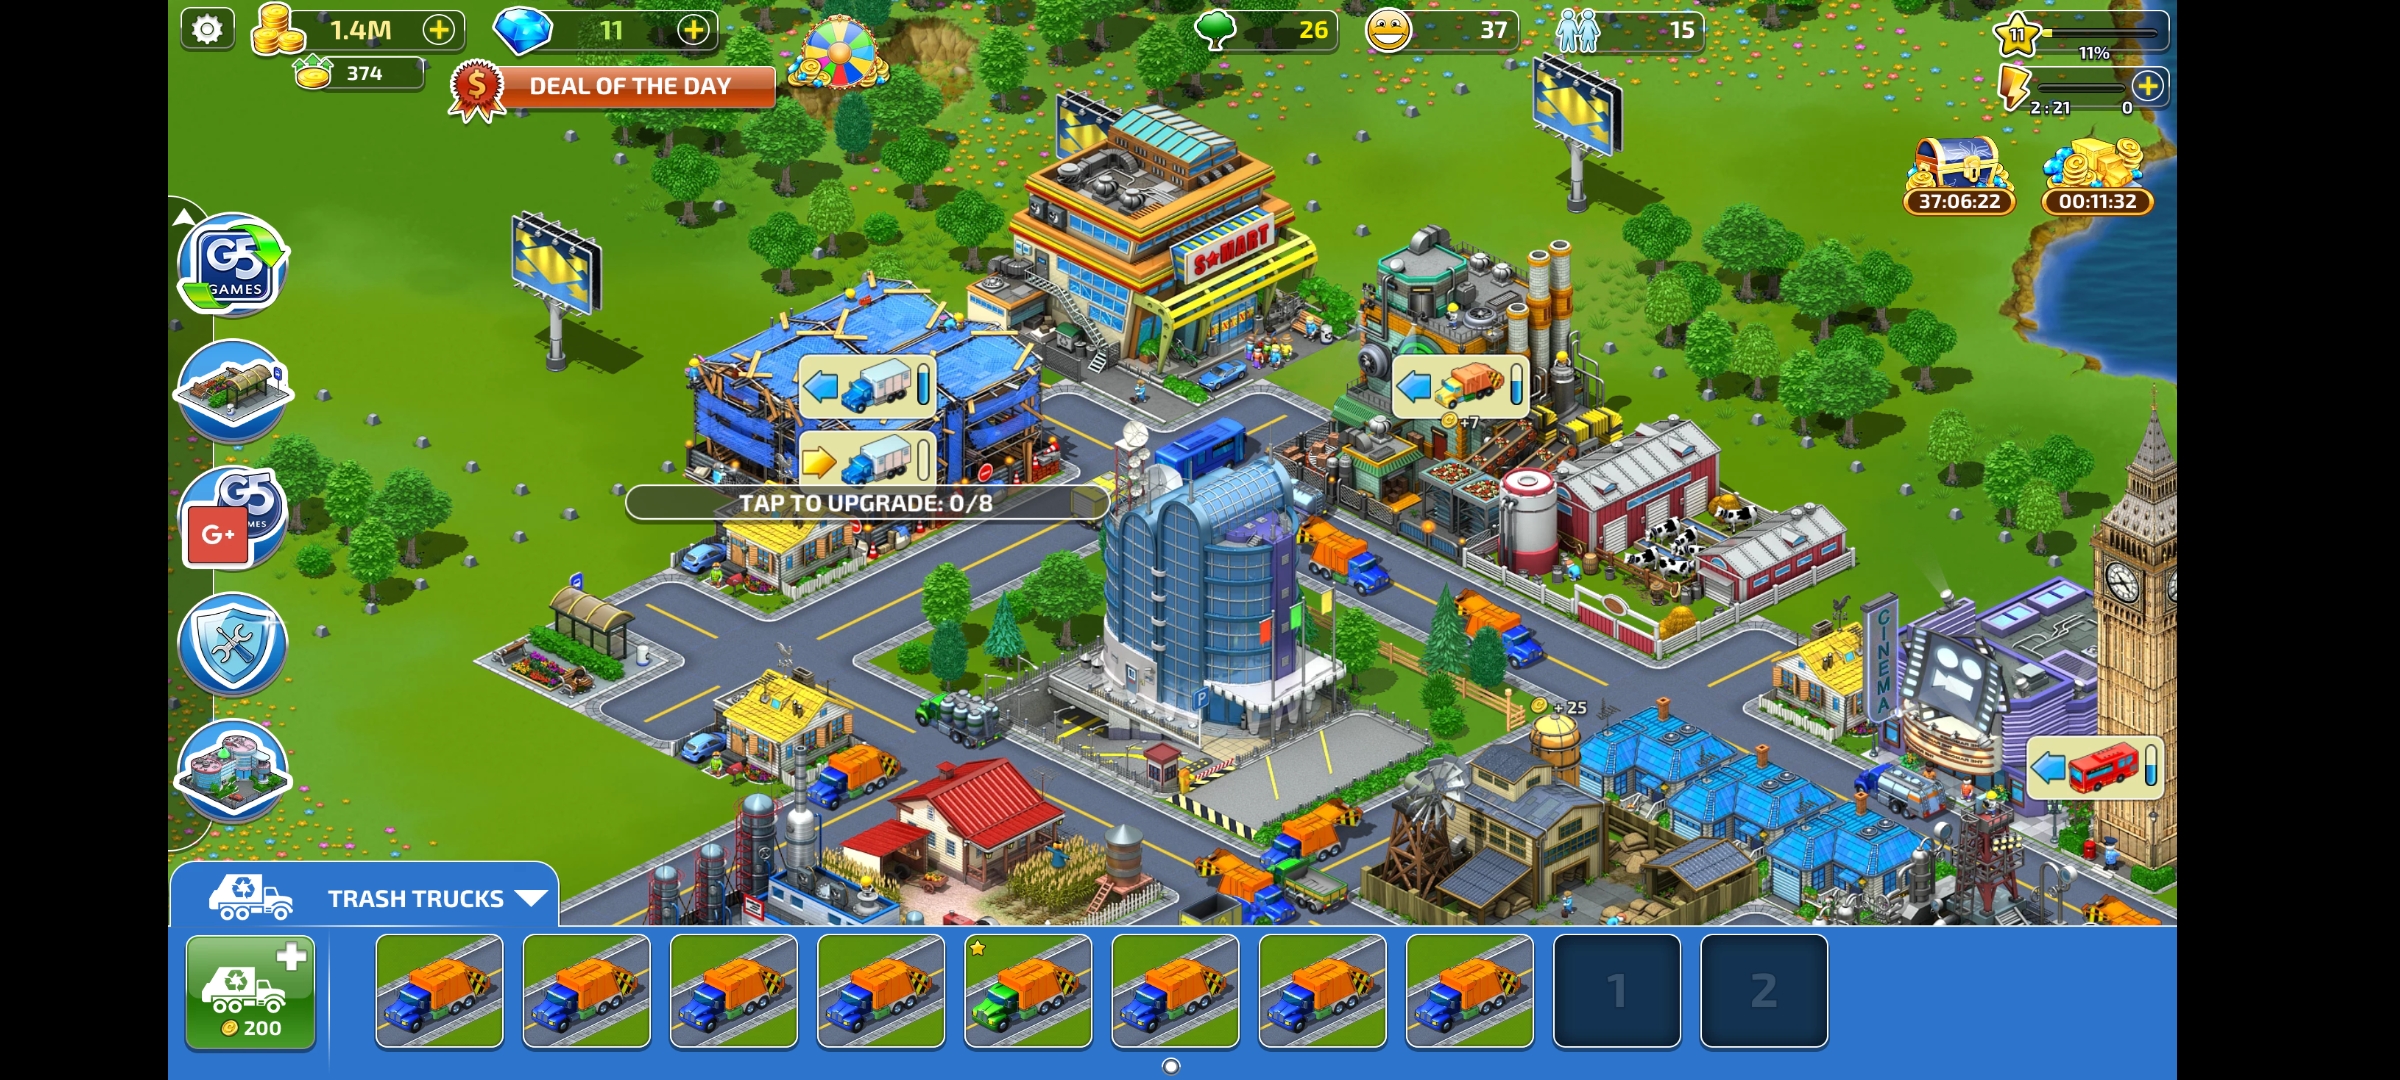 1.4M
11
26
37
15
11
11%
374
DEAL OF THE DAY
2:21
0
37:06:22
00:11:32
G5
GAMES
S★MART
+7
TAP TO UPGRADE: 0/8
G5
MES
G+
CINEMA
P
+25
TRASH TRUCKS
200
1
2